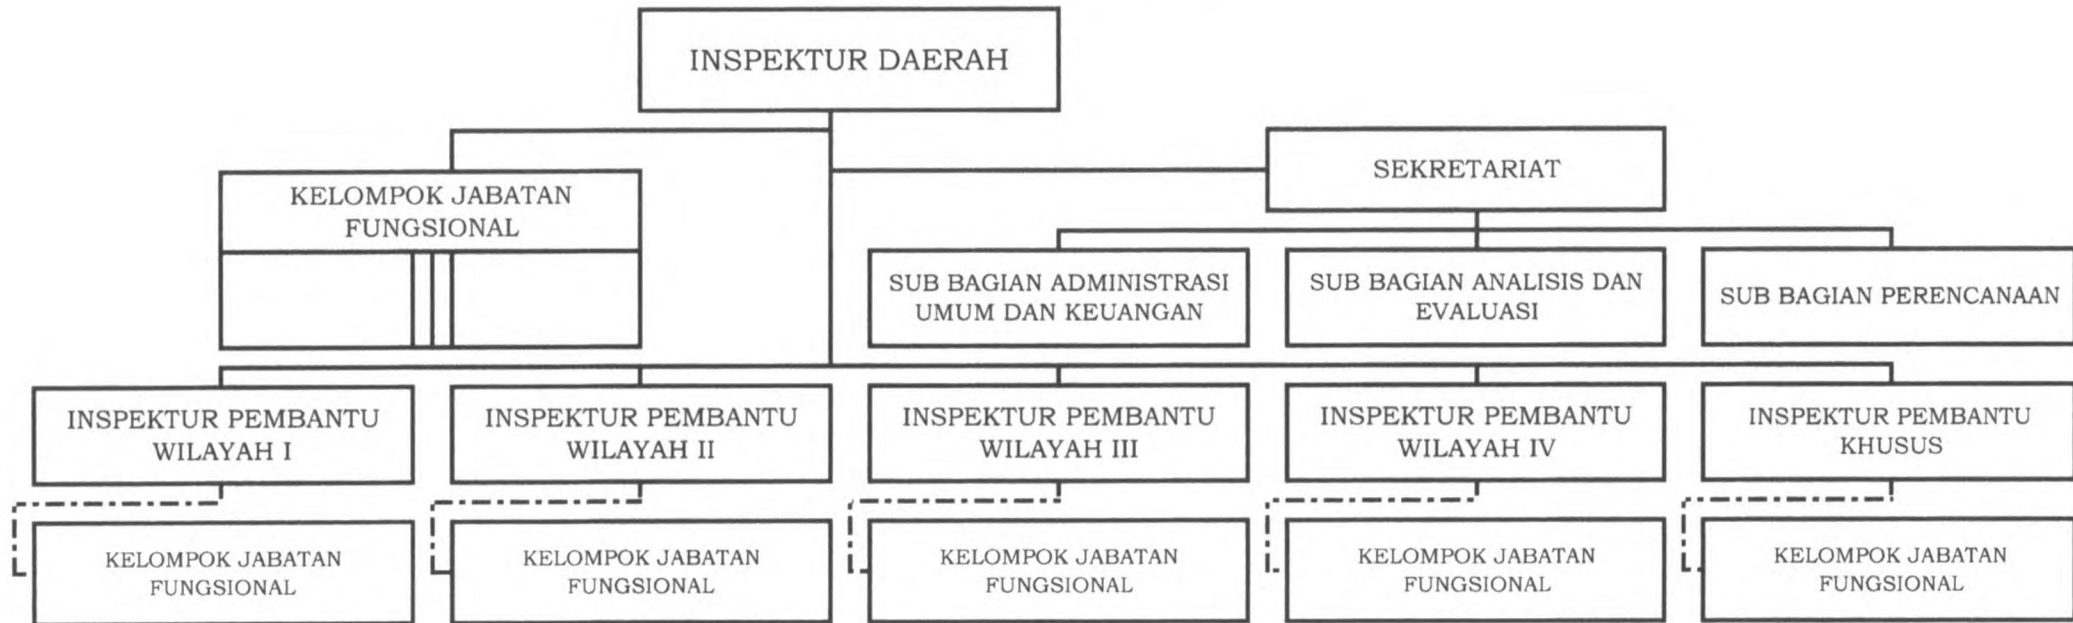 INSPEKTUR DAERAH
SEKRETARIAT
KELOMPOK JABATAN
FUNGSIONAL
SUB BAGIAN ADMINISTRASI
UMUM DAN KEUANGAN
SUB BAGIAN ANALISIS DAN
EVALUASI
SUB BAGIAN PERENCANAAN
INSPEKTUR PEMBANTU
WILAYAH I
INSPEKTUR PEMBANTU
WILAYAH II
INSPEKTUR PEMBANTU
WILAYAH III
INSPEKTUR PEMBANTU
WILAYAH IV
INSPEKTUR PEMBANTU
KHUSUS
KELOMPOK JABATAN
FUNGSIONAL
KELOMPOK JABATAN
FUNGSIONAL
KELOMPOK JABATAN
FUNGSIONAL
KELOMPOK JABATAN
FUNGSIONAL
KELOMPOK JABATAN
FUNGSIONAL